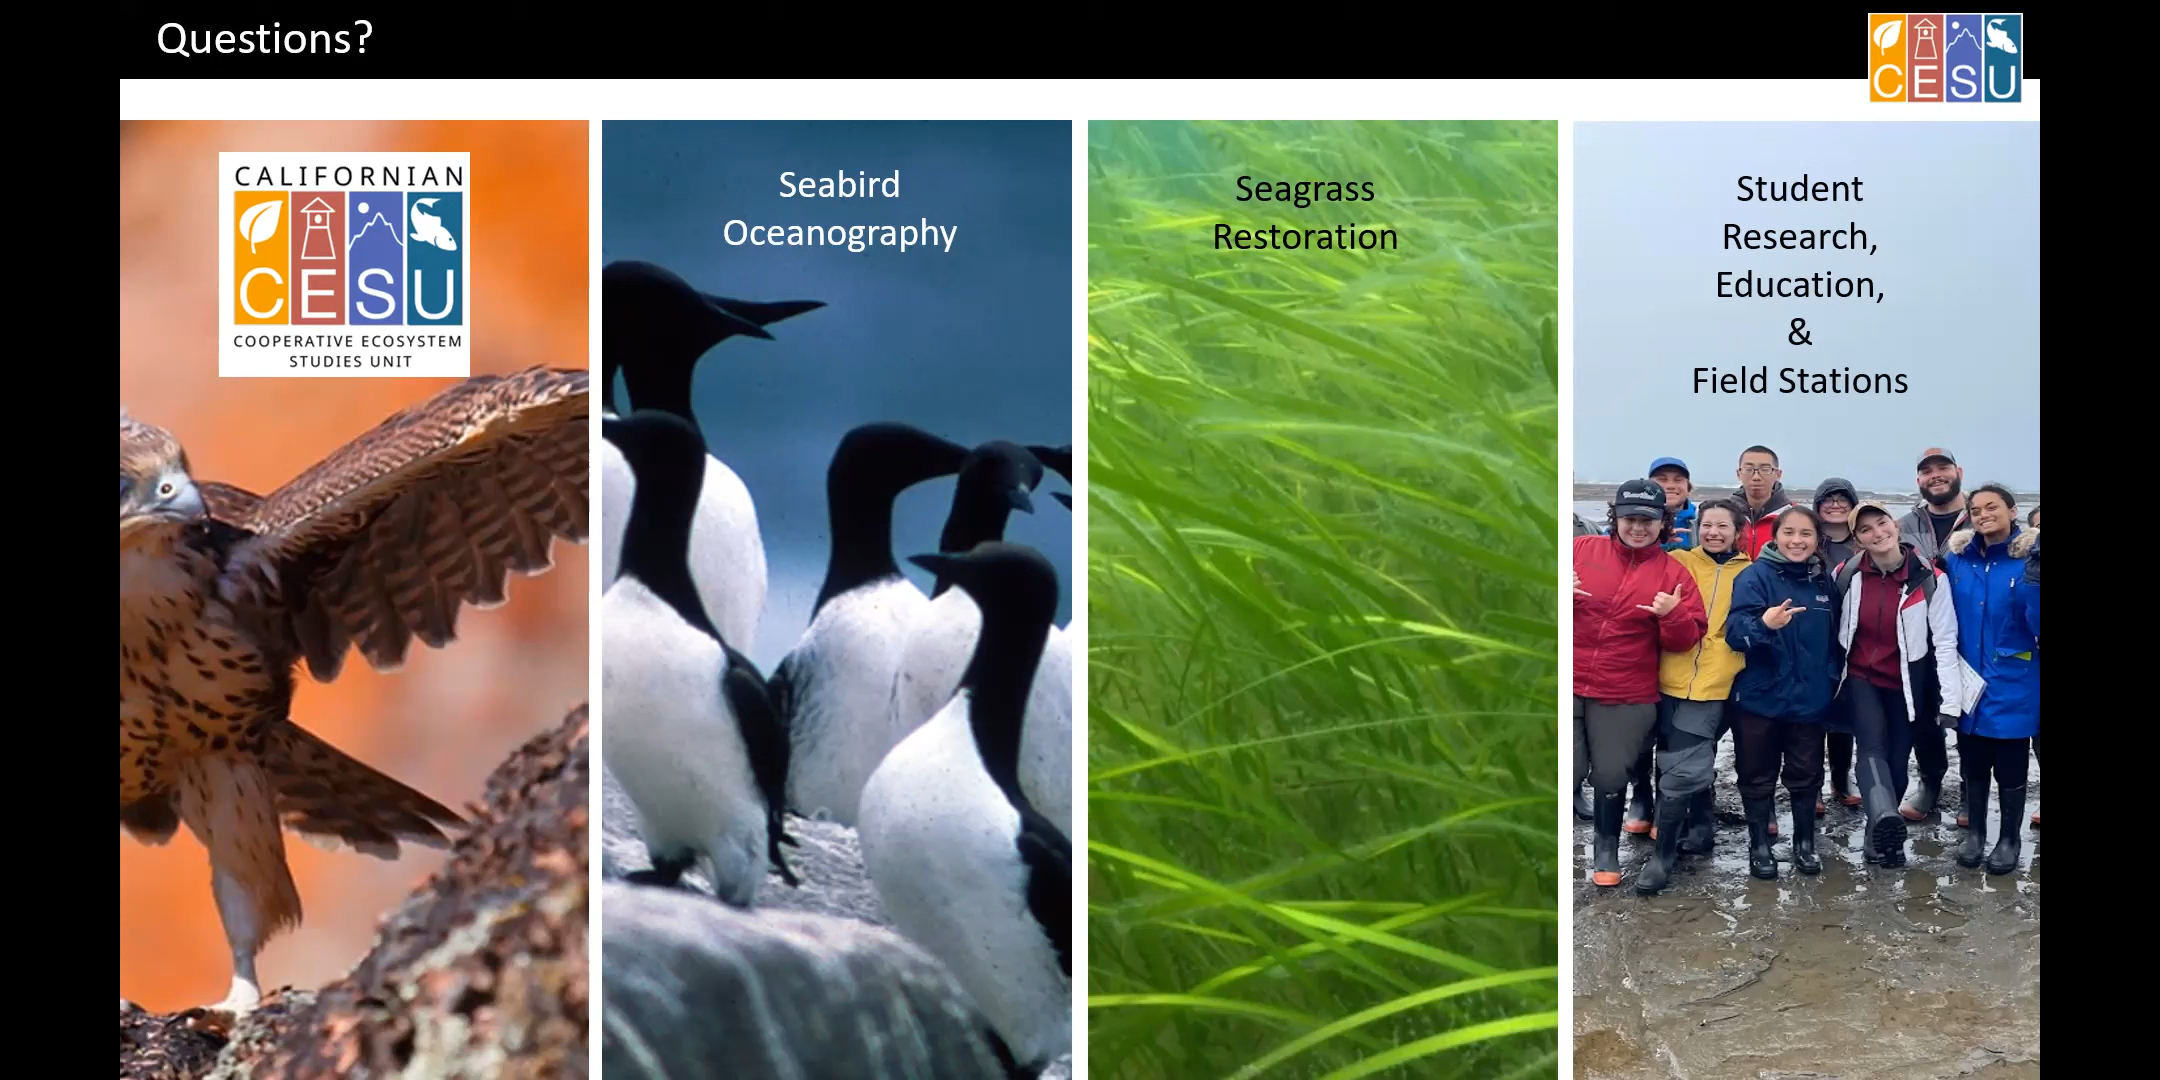 Questions?
CESU
CALIFORNIAN
CESU
COOPERATIVE ECOSYSTEM
STUDIES UNIT
Seabird
Oceanography
Seagrass
Restoration
Student
Research,
Education,
&
Field Stations